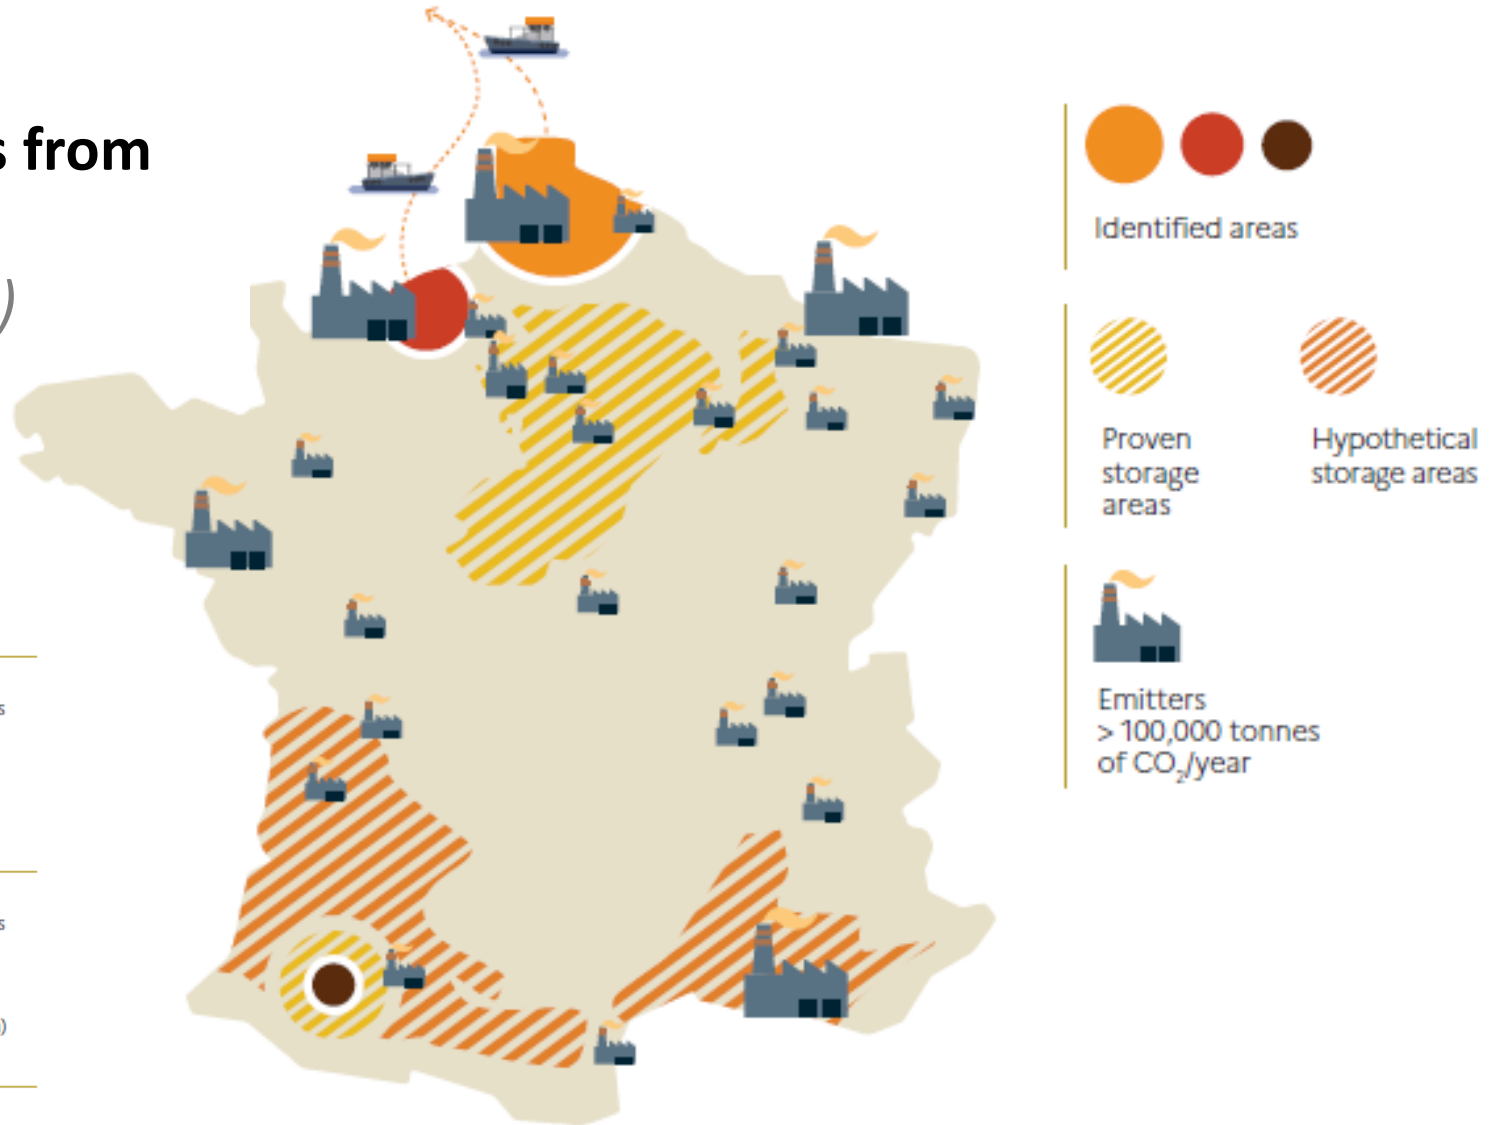 s from
)
Identified areas
Proven
storage
areas
Hypothetical
storage areas
Emitters
> 100,000 tonnes
of CO₂/year
s
s
)